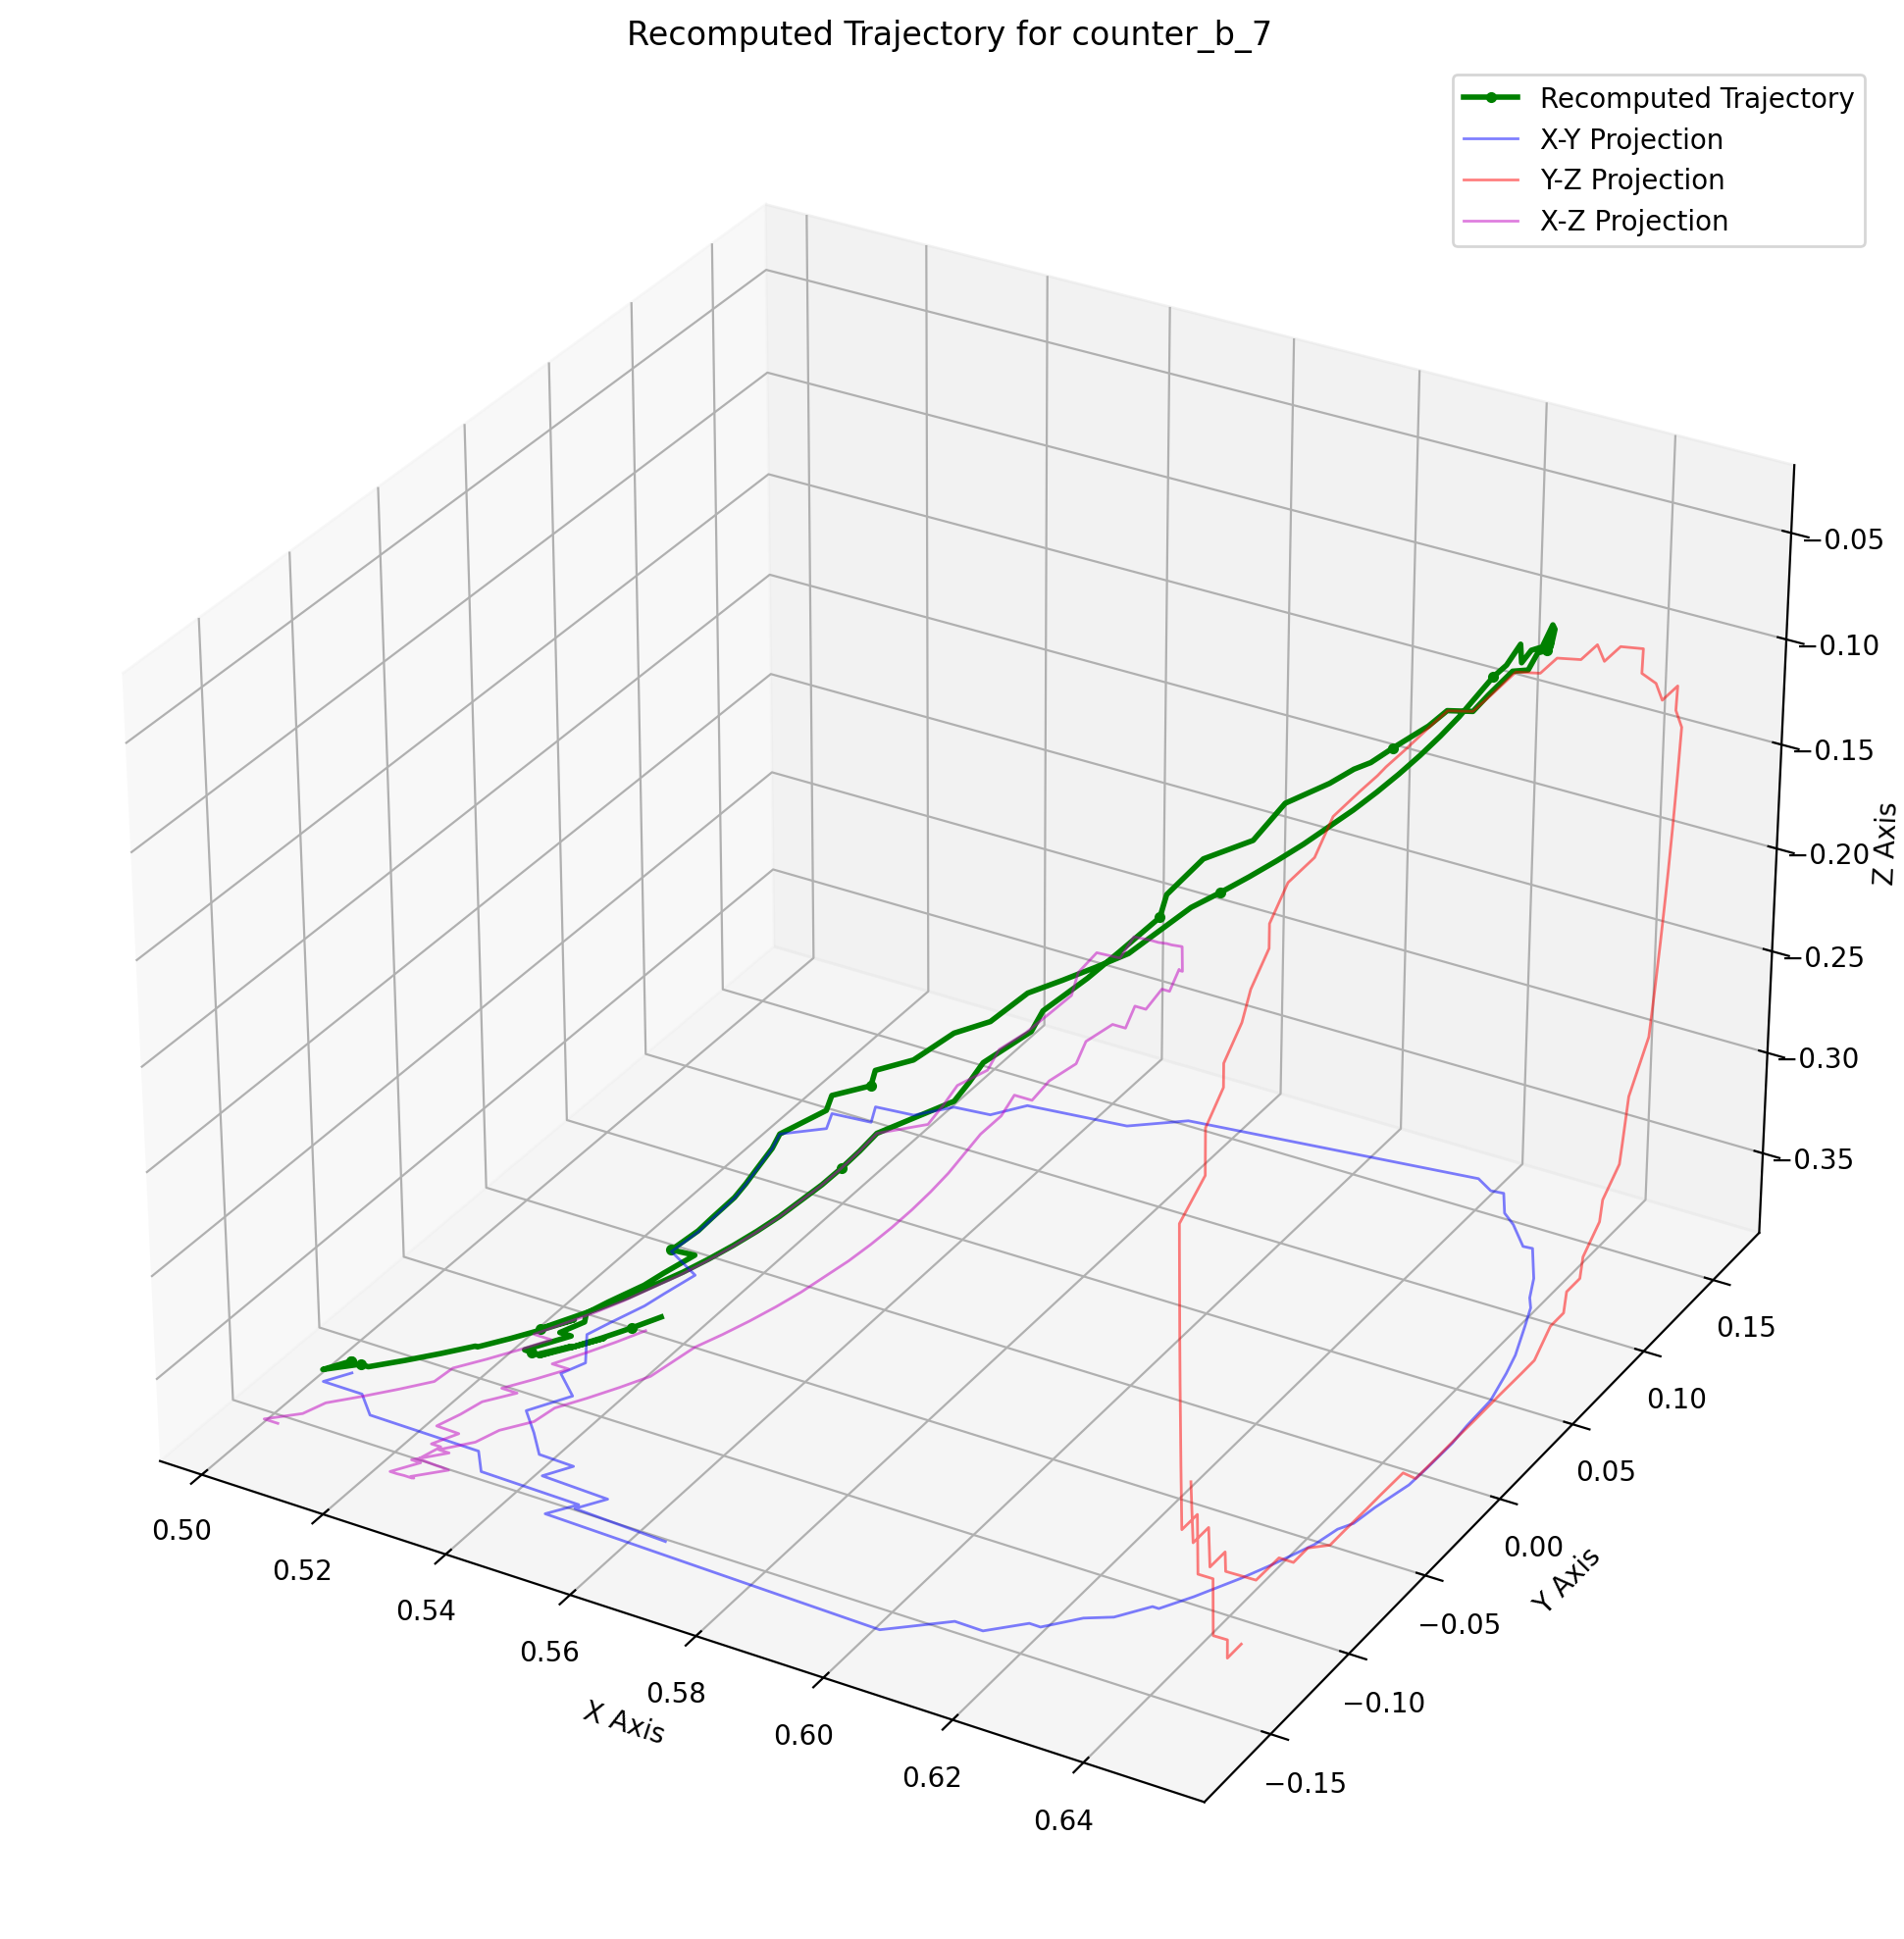 Recomputed Trajectory for counter_b_7
Recomputed Trajectory
X-Y Projection
Y-Z Projection
X-Z Projection
−0.05
−0.10
−0.15
−0.20
−0.25
−0.30
−0.35
Z Axis
0.15
0.10
0.05
0.00
−0.05
−0.10
−0.15
Y Axis
0.50
0.52
0.54
0.56
0.58
0.60
0.62
0.64
X Axis